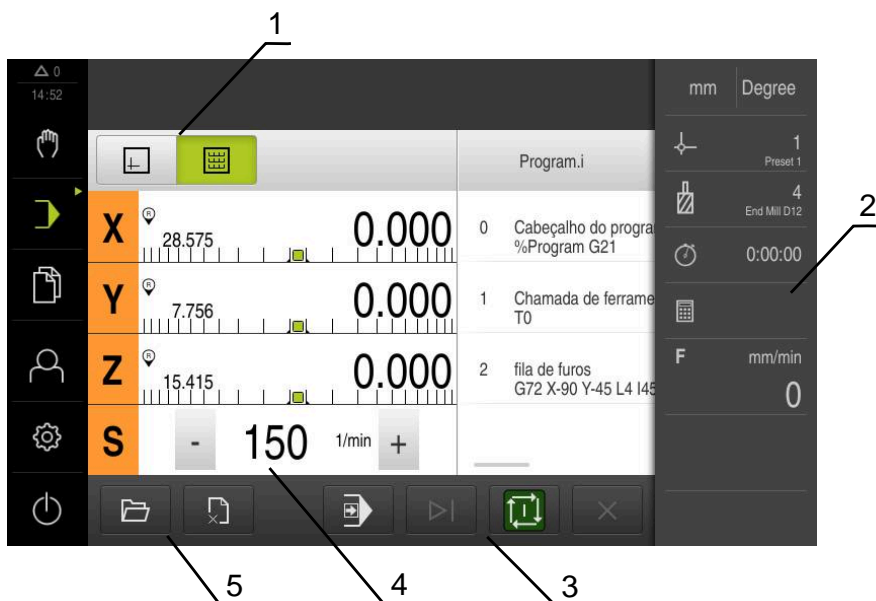 1
0
14:52
mm Degree
1
Preset 1
4
End Mill D12
2
0:00:00
F mm/min
0
Program.i
X R 28.575 0.000
0 Cabeçalho do progra
%Program G21
Y R 7.756 0.000
1 Chamada de ferrame
T0
Z R 15.415 0.000
2 fila de furos
G72 X-90 Y-45 L4 I45
S - 150 1/min +
5
4
3